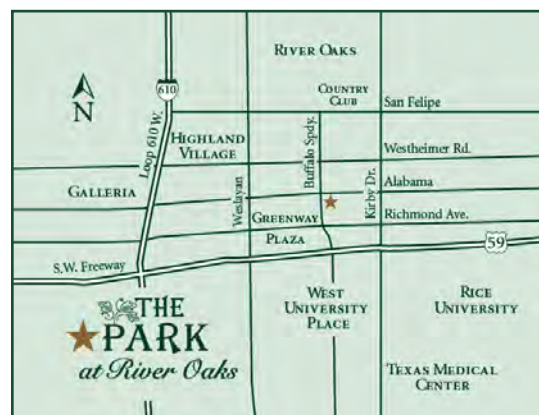 RIVER OAKS
COUNTRY
CLUB
San Felipe
610
N
Loop 610 W.
HIGHLAND
VILLAGE
Buffalo Spdy.
Westheimer Rd.
GALLERIA
Weslayan
Kirby Dr.
Alabama
GREENWAY
PLAZA
Richmond Ave.
59
S.W. Freeway
THE
PARK
at River Oaks
WEST
UNIVERSITY
PLACE
RICE
UNIVERSITY
TEXAS MEDICAL
CENTER